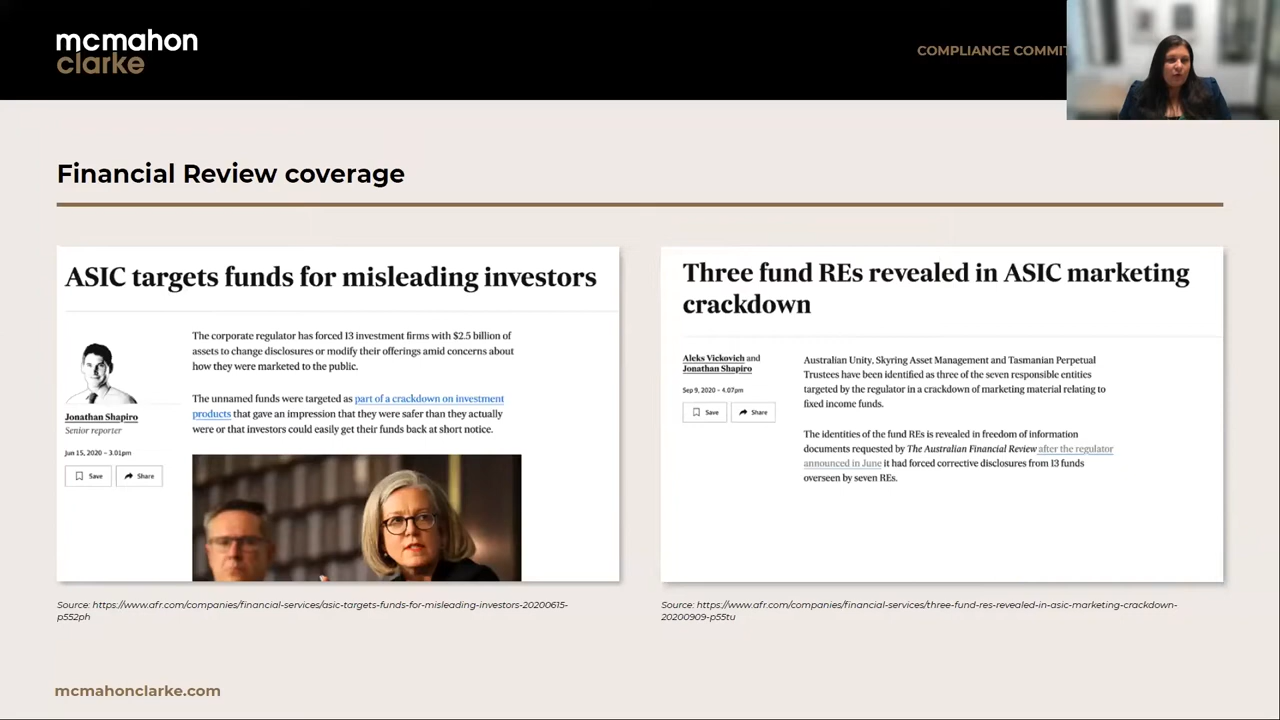 mcmahon
clarke
COMPLIANCE
Financial Review coverage
ASIC targets funds for misleading investors
The corporate regulator has forced 13 investment firms with $2.5 billion of
assets to change disclosures or modify their offerings amid concerns about
how they were marketed to the public.
The unnamed funds were targeted as part of a crackdown on investment
products that gave an impression that they were safer than they actually
were or that investors could easily get their funds back at short notice.
Jonathan Shapiro
Senior reporter
Jun 15, 2020 – 3.01pm
Save Share
Source: https://www.afr.com/companies/financial-services/asic-targets-funds-for-misleading-investors-20200615-
p552ph
Three fund REs revealed in ASIC marketing
crackdown
Aleks Vickovich and
Jonathan Shapiro
Sep 9, 2020 – 4.07pm
Save Share
Australian Unity, Skyring Asset Management and Tasmanian Perpetual
Trustees have been identified as three of the seven responsible entities
targeted by the regulator in a crackdown of marketing material relating to
fixed income funds.
The identities of the fund REs is revealed in freedom of information
documents requested by The Australian Financial Review after the regulator
announced in June it had forced corrective disclosures from 13 funds
overseen by seven REs.
Source: https://www.afr.com/companies/financial-services/three-fund-res-revealed-in-asic-marketing-crackdown-
20200909-p55tu
mcmahonclarke.com